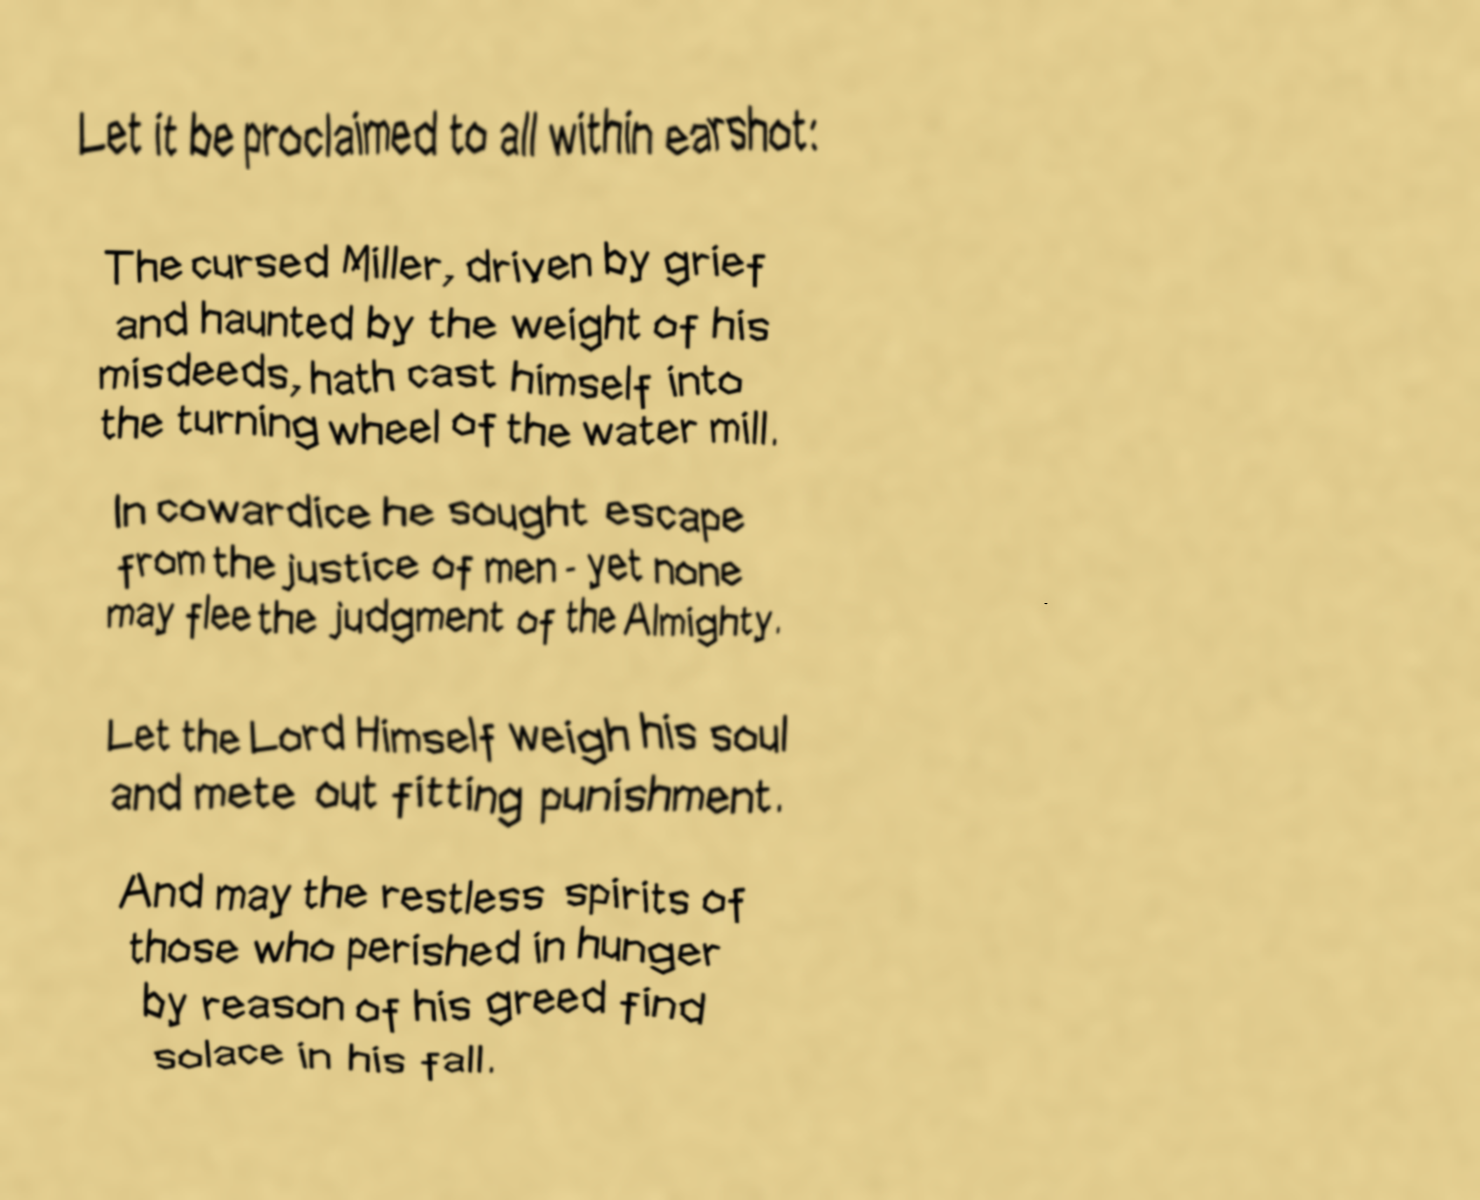 Let it be proclaimed to all within earshot:
The cursed Miller, driven by grief
and haunted by the weight of his
misdeeds, hath cast himself into
the turning wheel of the water mill.
In cowardice he sought escape
from the justice of men - yet none
may flee the judgment of the Almighty.
Let the Lord Himself weigh his soul
and mete out fitting punishment.
And may the restless spirits of
those who perished in hunger
by reason of his greed find
solace in his fall.